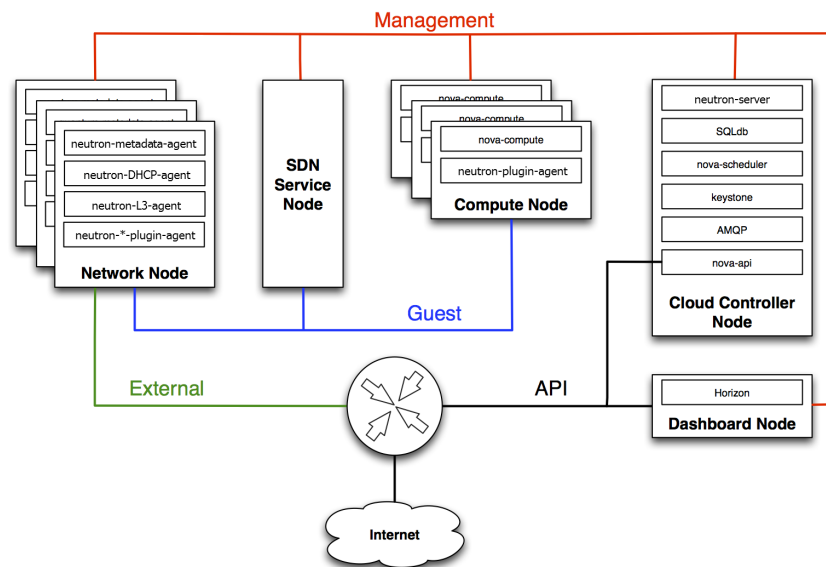 Management
neutron-metadata-agent
neutron-DHCP-agent
neutron-L3-agent
neutron-*-plugin-agent
Network Node
SDN
Service
Node
nova-compute
nova-compute
nova-compute
neutron-plugin-agent
Compute Node
neutron-server
SQLdb
nova-scheduler
keystone
AMQP
nova-api
Cloud Controller
Node
Guest
External
API
Horizon
Dashboard Node
Internet